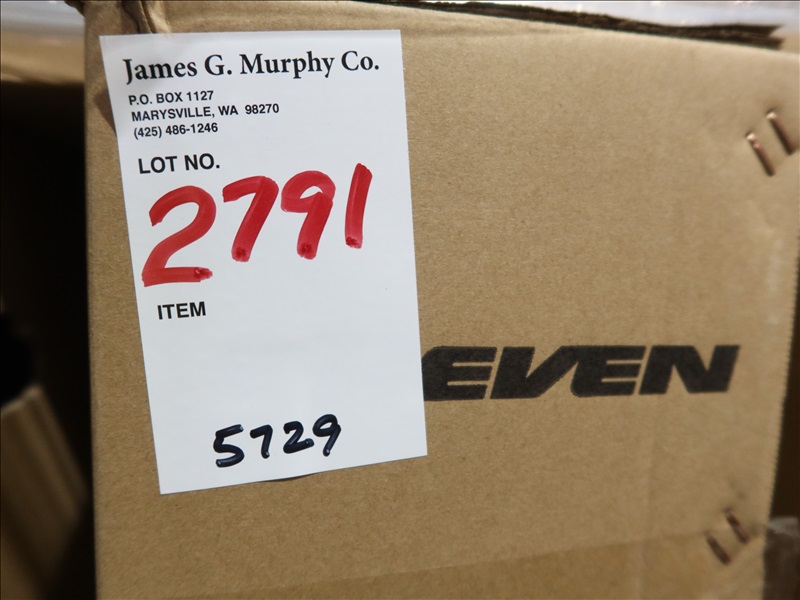 James G. Murphy Co.
P.O. BOX 1127
MARYSVILLE, WA 98270
(425) 486-1246
LOT NO.
2791
ITEM
5729
EVEN